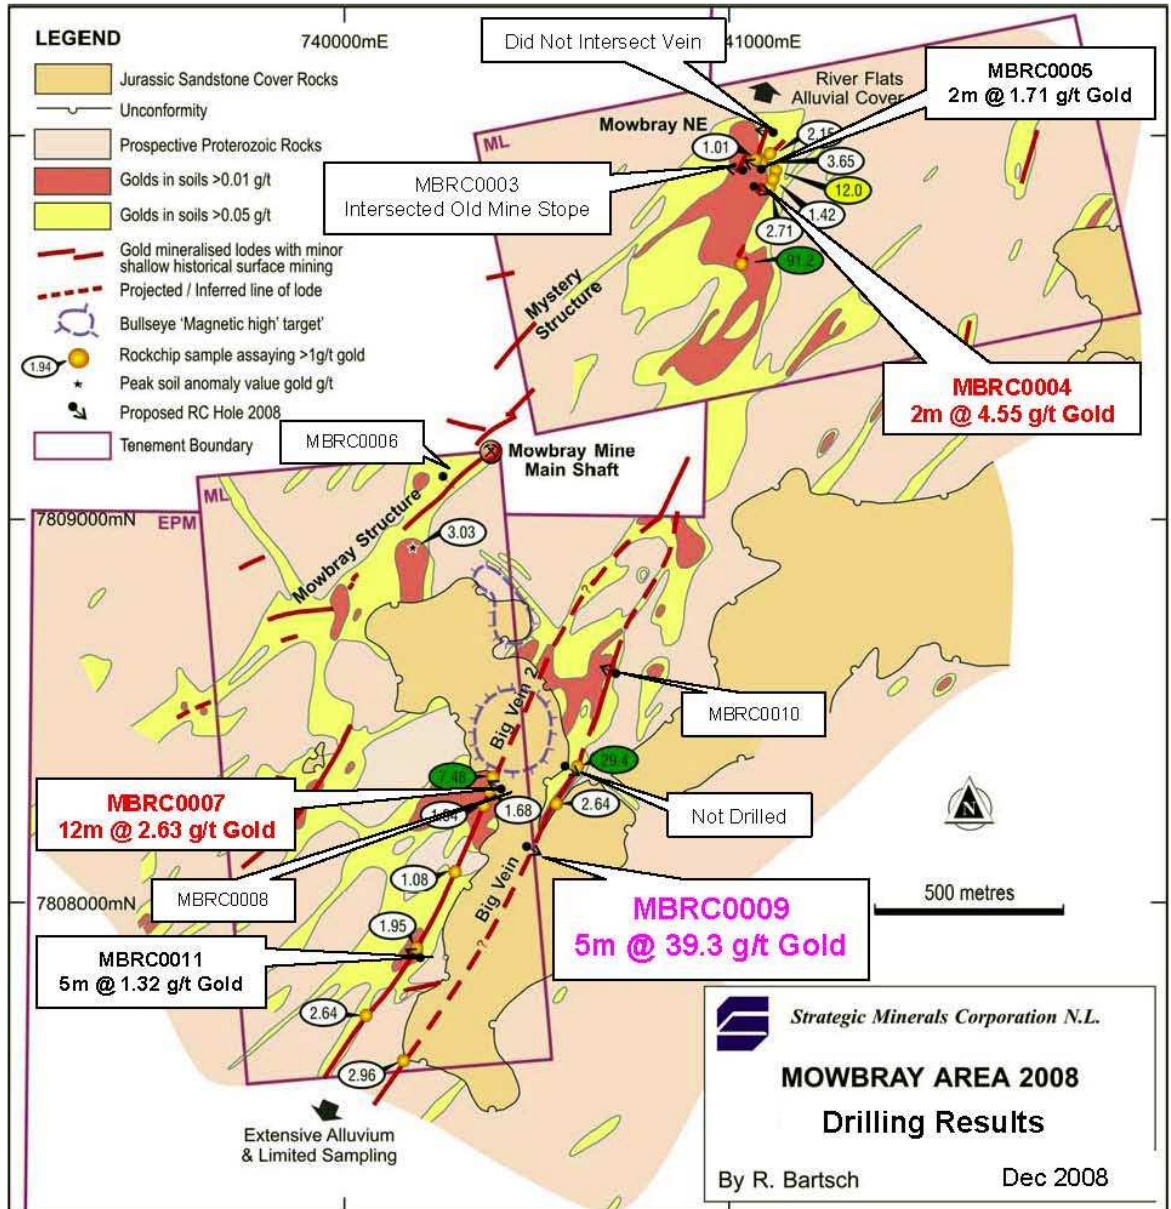 LEGEND
Jurassic Sandstone Cover Rocks
Unconformity
Prospective Proterozoic Rocks
Golds in soils >0.01 g/t
Golds in soils >0.05 g/t
Gold mineralised lodes with minor
shallow historical surface mining
Projected / Inferred line of lode
Bullseye ‘Magnetic high’ target’
1.94
Rockchip sample assaying >1g/t gold
Peak soil anomaly value gold g/t
Proposed RC Hole 2008
Tenement Boundary
740000mE
41000mE
Did Not Intersect Vein
River Flats
Alluvial Cover
MBRC0005
2m @ 1.71 g/t Gold
ML
Mowbray NE
1.01
2.15
3.65
12.0
1.42
2.71
91.2
MBRC0003
Intersected Old Mine Stope
Mystery
Structure
MBRC0004
2m @ 4.55 g/t Gold
MBRC0006
Mowbray Mine
Main Shaft
ML
EPM
7809000mN
Mowbray Structure
3.03
?
Big Vein 2
MBRC0010
7.48
29.4
MBRC0007
12m @ 2.63 g/t Gold
1.68
2.64
Not Drilled
N
MBRC0008
1.08
Big Vein
7808000mN
500 metres
MBRC0009
5m @ 39.3 g/t Gold
1.95
MBRC0011
5m @ 1.32 g/t Gold
?
2.64
2.96
Extensive Alluvium
& Limited Sampling
Strategic Minerals Corporation N.L.
MOWBRAY AREA 2008
Drilling Results
By R. Bartsch
Dec 2008